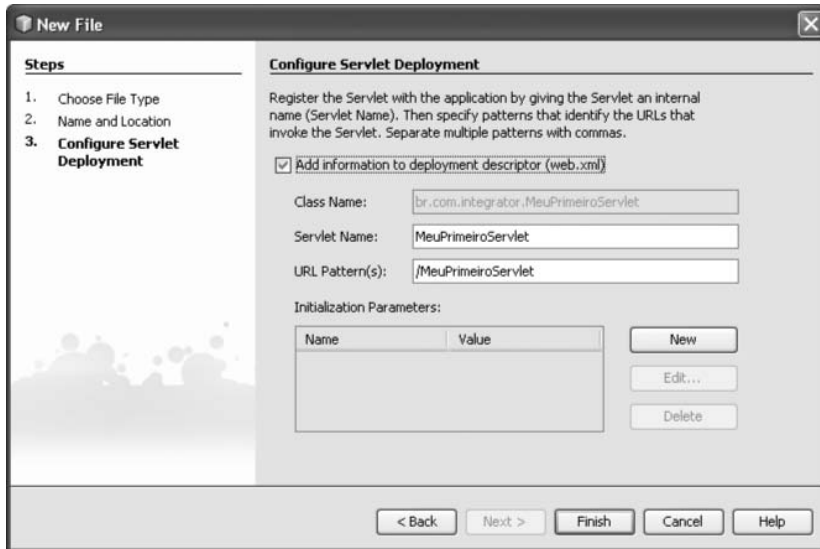 New File
Steps
1. Choose File Type
2. Name and Location
3. Configure Servlet
Deployment
Configure Servlet Deployment
Register the Servlet with the application by giving the Servlet an internal
name (Servlet Name). Then specify patterns that identify the URLs that
invoke the Servlet. Separate multiple patterns with commas.
Add information to deployment descriptor (web.xml)
Class Name: br.com.integrator.MeuPrimeiroServlet
Servlet Name: MeuPrimeiroServlet
URL Pattern(s): /MeuPrimeiroServlet
Initialization Parameters:
Name Value
New
Edit...
Delete
< Back Next > Finish Cancel Help